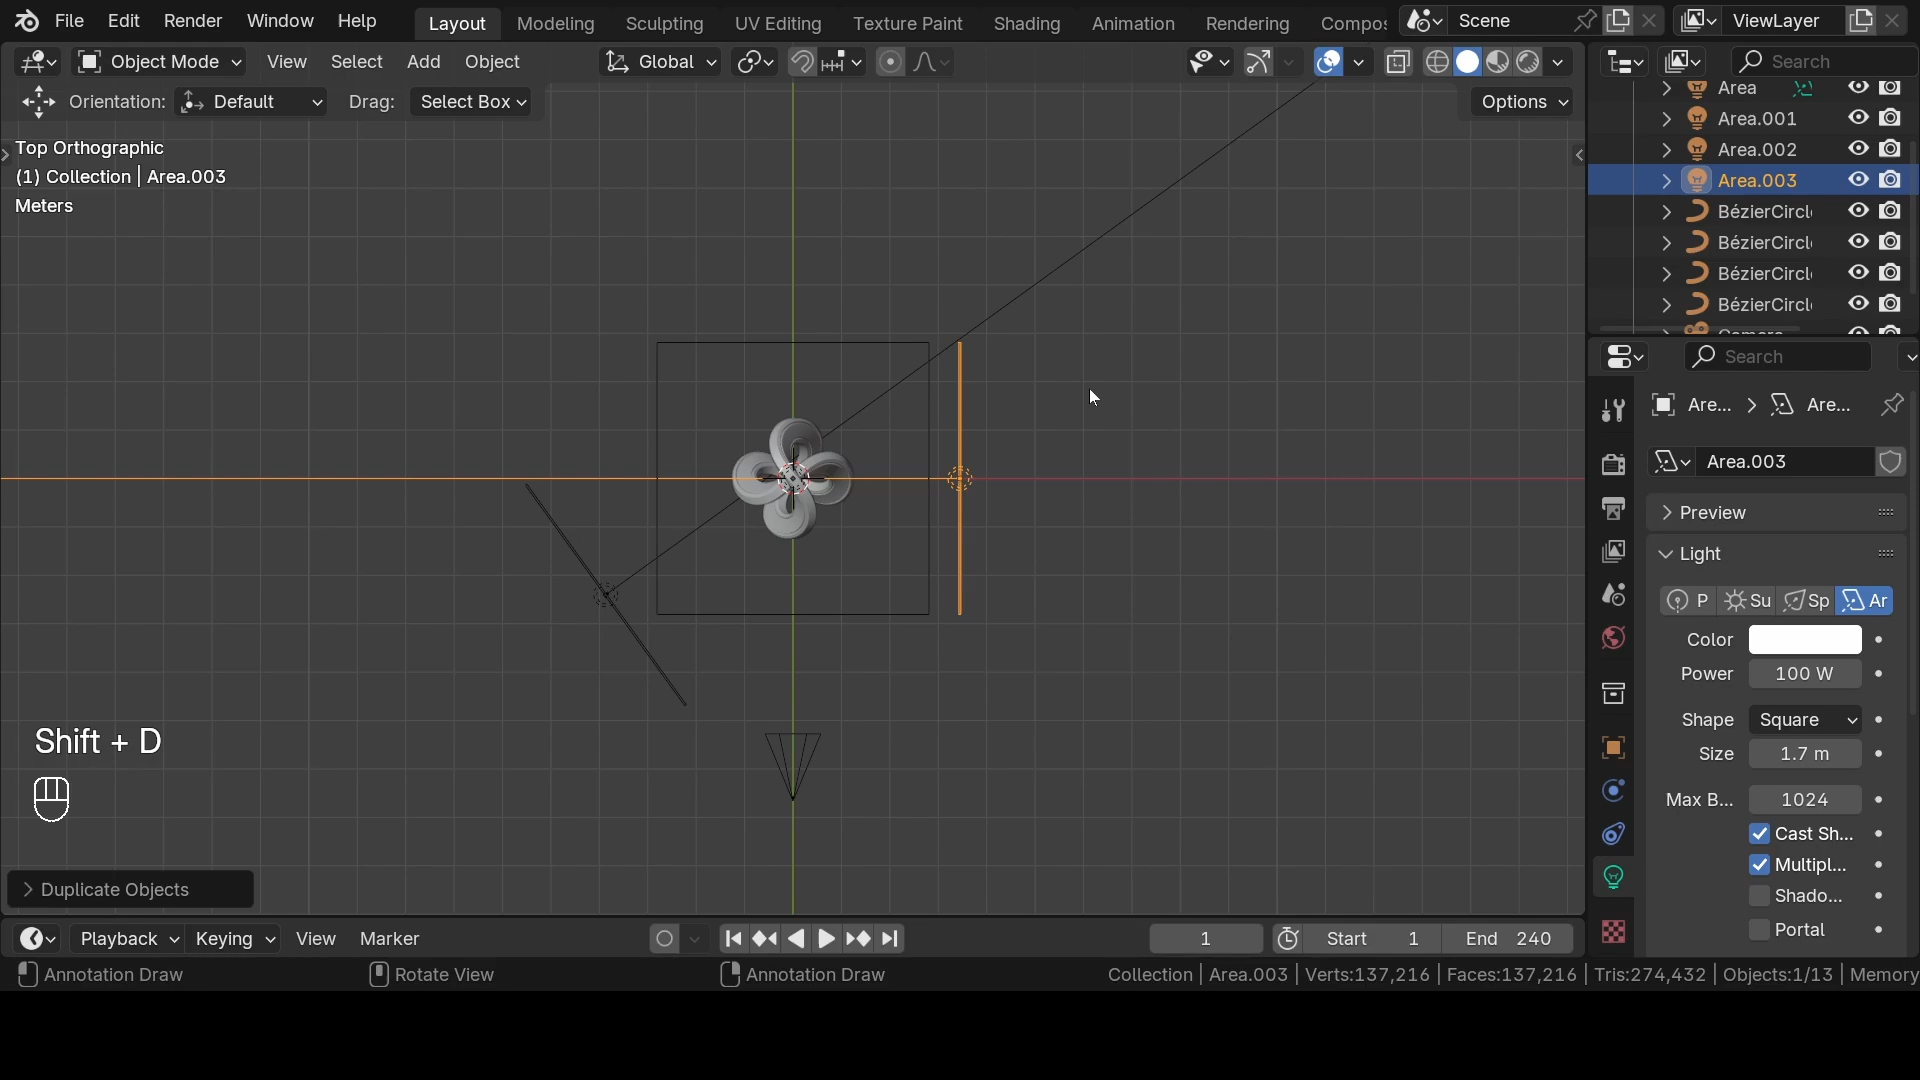 File Edit Render Window Help Layout Modeling Sculpting UV Editing Texture Paint Shading Animation Rendering Compos Scene ViewLayer
Object Mode View Select Add Object Global Search
Orientation: Default Drag: Select Box Options
Top Orthographic
(1) Collection | Area.003
Meters
Area
Area.001
Area.002
Area.003
BézierCircl
BézierCircl
BézierCircl
BézierCircl
Search
Are... Are...
Area.003
Preview
Light
P Su Sp Ar
Color
Power 100 W
Shape Square
Size 1.7 m
Max B... 1024
Cast Sh...
Multipl...
Shado...
Portal
Shift + D
Duplicate Objects
Playback Keying View Marker 1 Start 1 End 240
Annotation Draw Rotate View Annotation Draw Collection | Area.003 | Verts:137,216 | Faces:137,216 | Tris:274,432 | Objects:1/13 | Memory